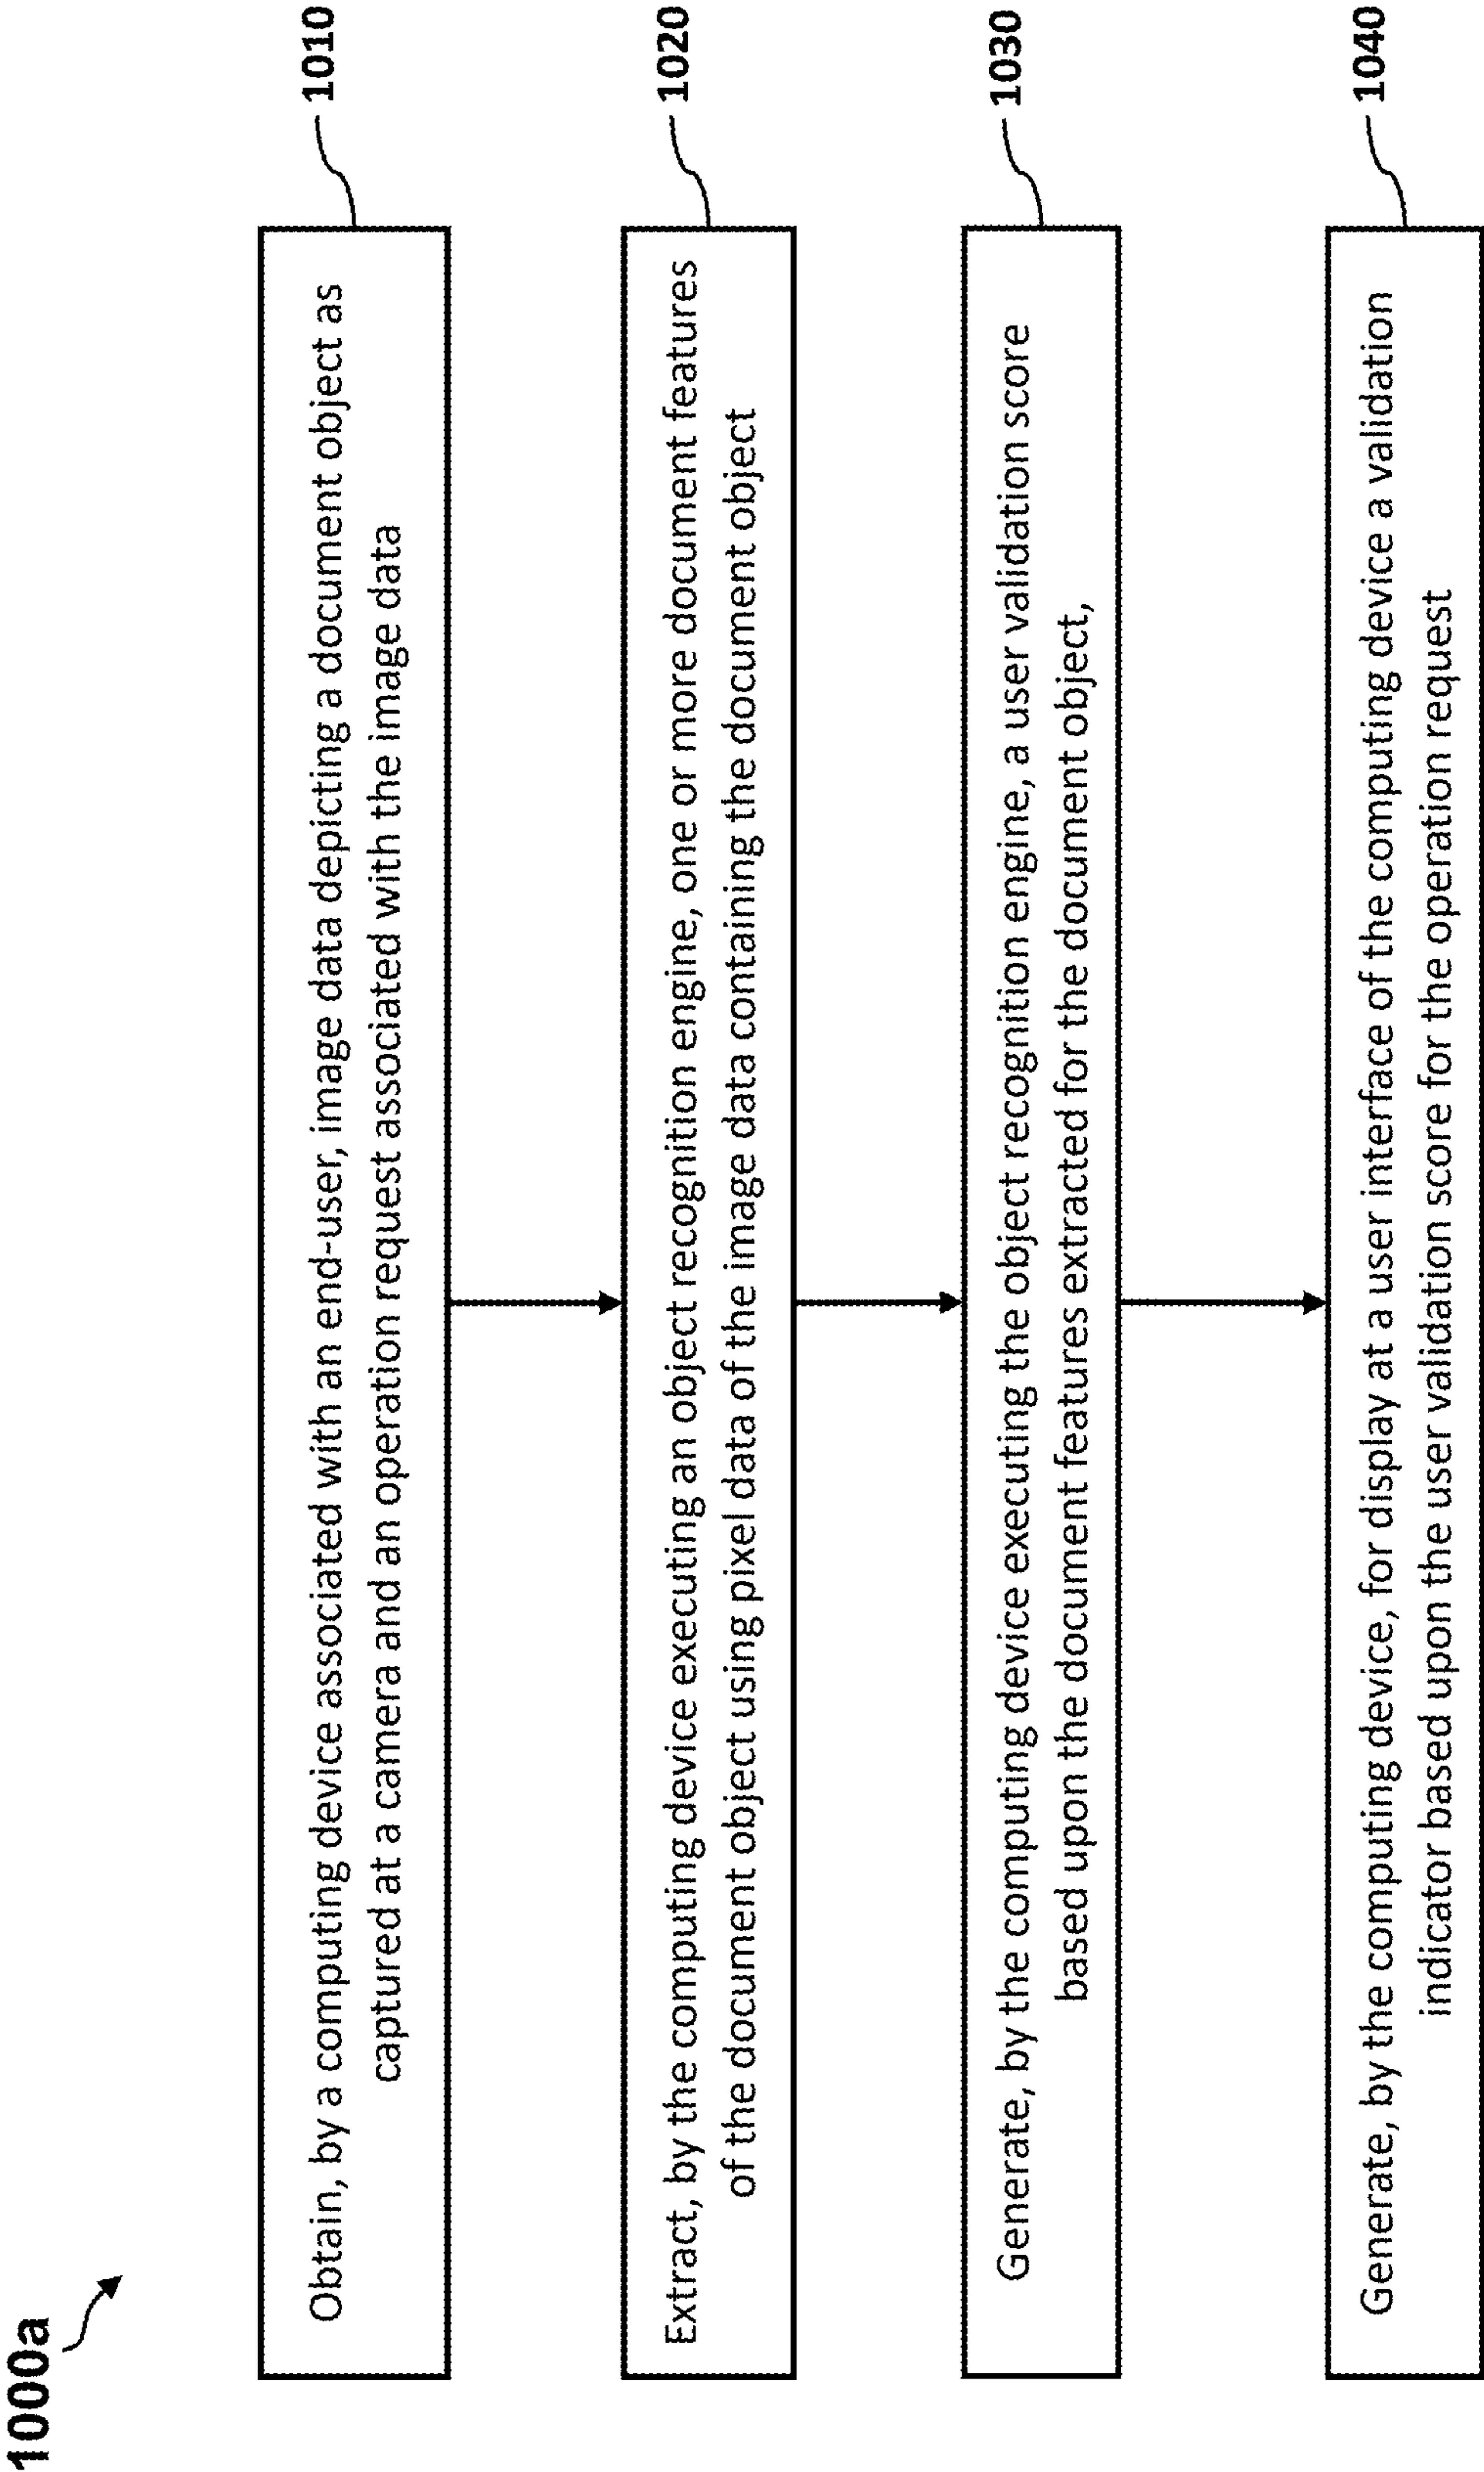 1000a
Obtain, by a computing device associated with an end-user, image data depicting a document object as
captured at a camera and an operation request associated with the image data
1010
Extract, by the computing device executing an object recognition engine, one or more document features
of the document object using pixel data of the image data containing the document object
1020
Generate, by the computing device executing the object recognition engine, a user validation score
based upon the document features extracted for the document object,
1030
Generate, by the computing device, for display at a user interface of the computing device a validation
indicator based upon the user validation score for the operation request
1040